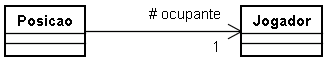 # ocupante
Posicao
Jogador
1